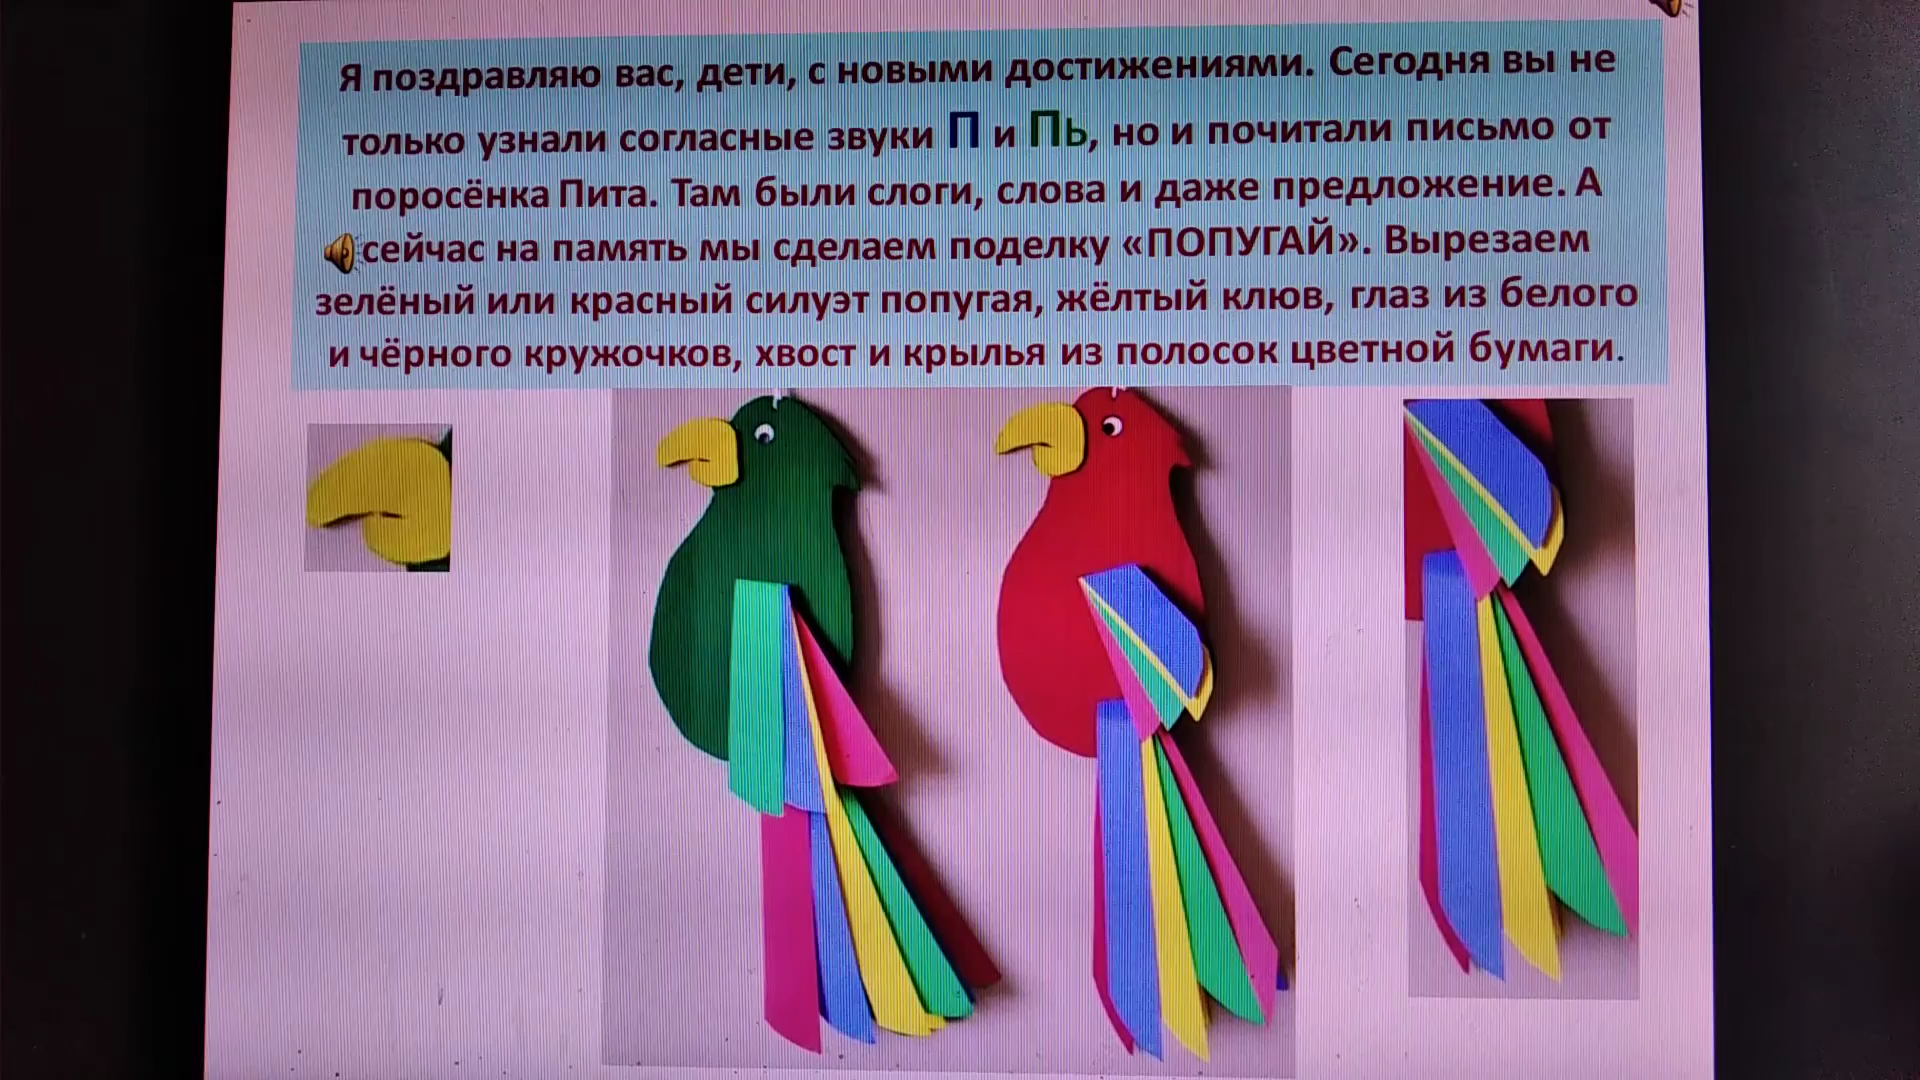 Я поздравляю вас, дети, с новыми достижениями. Сегодня вы не
только узнали согласные звуки П и Пь, но и почитали письмо от
поросёнка Пита. Там были слоги, слова и даже предложение. А
сейчас на память мы сделаем поделку «ПОПУГАЙ». Вырезаем
зелёный или красный силуэт попугая, жёлтый клюв, глаз из белого
и чёрного кружочков, хвост и крылья из полосок цветной бумаги.